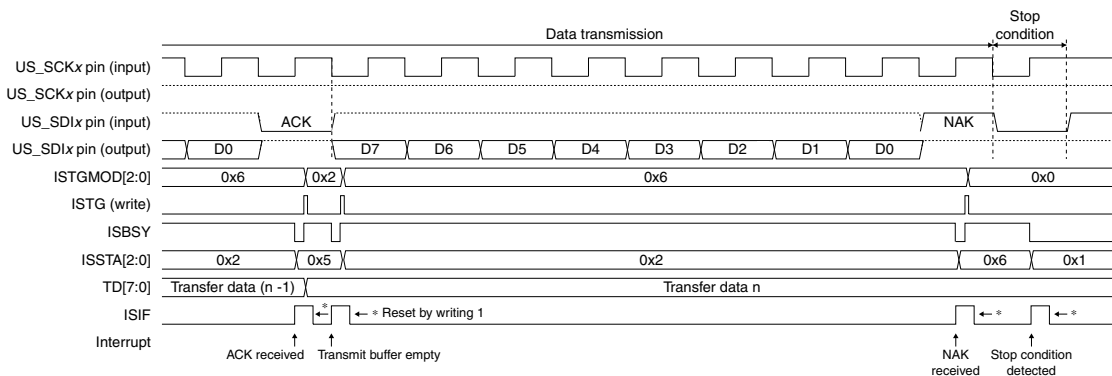 Data transmission
Stop condition
US_SCKx pin (input)
US_SCKx pin (output)
US_SDIx pin (input) ACK NAK
US_SDIx pin (output) D0 D7 D6 D5 D4 D3 D2 D1 D0
ISTGMOD[2:0] 0x6 0x2 0x6 0x0
ISTG (write)
ISBSY
ISSTA[2:0] 0x2 0x5 0x2 0x6 0x1
TD[7:0] Transfer data (n -1) Transfer data n
ISIF * * Reset by writing 1 * *
Interrupt
ACK received Transmit buffer empty NAK received Stop condition detected